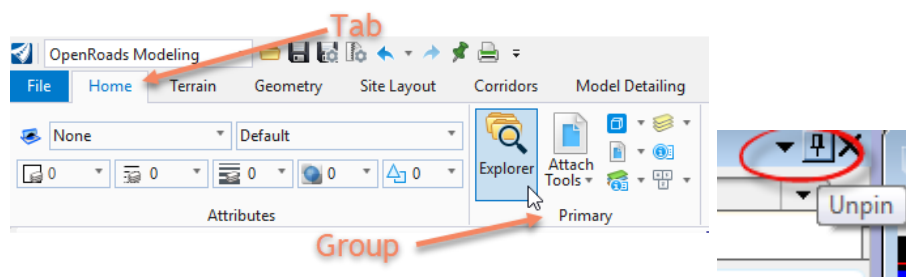 Tab
OpenRoads Modeling
File Home Terrain Geometry Site Layout Corridors Model Detailing
None Default
Explorer Attach Tools
0 0 0 0 0
Attributes Primary
Unpin
Group